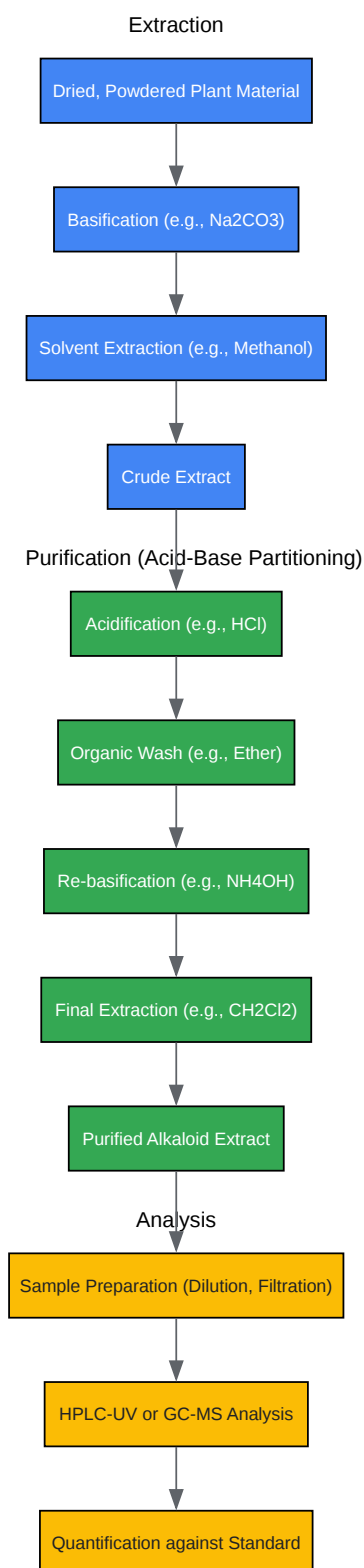 Extraction
Dried, Powdered Plant Material
Basification (e.g., Na2CO3)
Solvent Extraction (e.g., Methanol)
Crude Extract
Purification (Acid-Base Partitioning)
Acidification (e.g., HCl)
Organic Wash (e.g., Ether)
Re-basification (e.g., NH4OH)
Final Extraction (e.g., CH2Cl2)
Purified Alkaloid Extract
Analysis
Sample Preparation (Dilution, Filtration)
HPLC-UV or GC-MS Analysis
Quantification against Standard